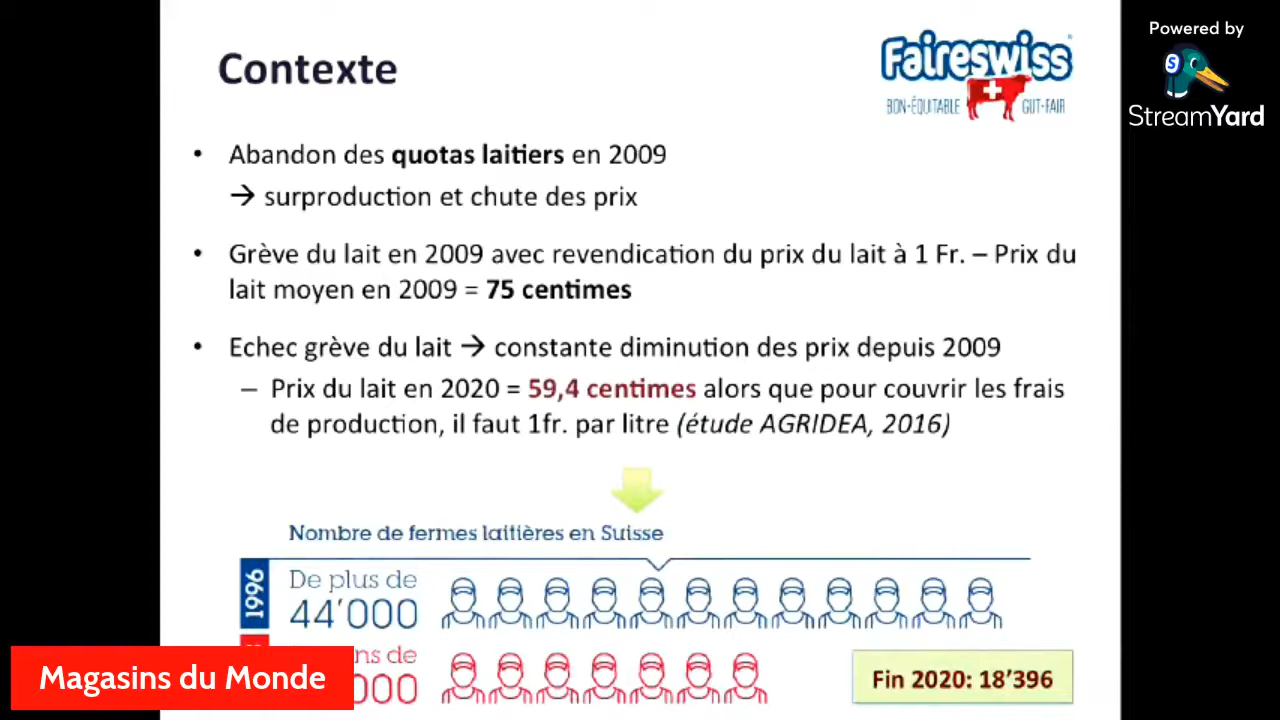 Contexte
Faireswiss
BON·ÉQUITABLE GUT·FAIR
Powered by
StreamYard
• Abandon des quotas laitiers en 2009
→ surproduction et chute des prix
• Grève du lait en 2009 avec revendication du prix du lait à 1 Fr. – Prix du
lait moyen en 2009 = 75 centimes
• Echec grève du lait → constante diminution des prix depuis 2009
– Prix du lait en 2020 = 59,4 centimes alors que pour couvrir les frais
de production, il faut 1fr. par litre (étude AGRIDEA, 2016)
Nombre de fermes laitières en Suisse
1996
De plus de
44’000
ns de
000
Fin 2020: 18’396
Magasins du Monde